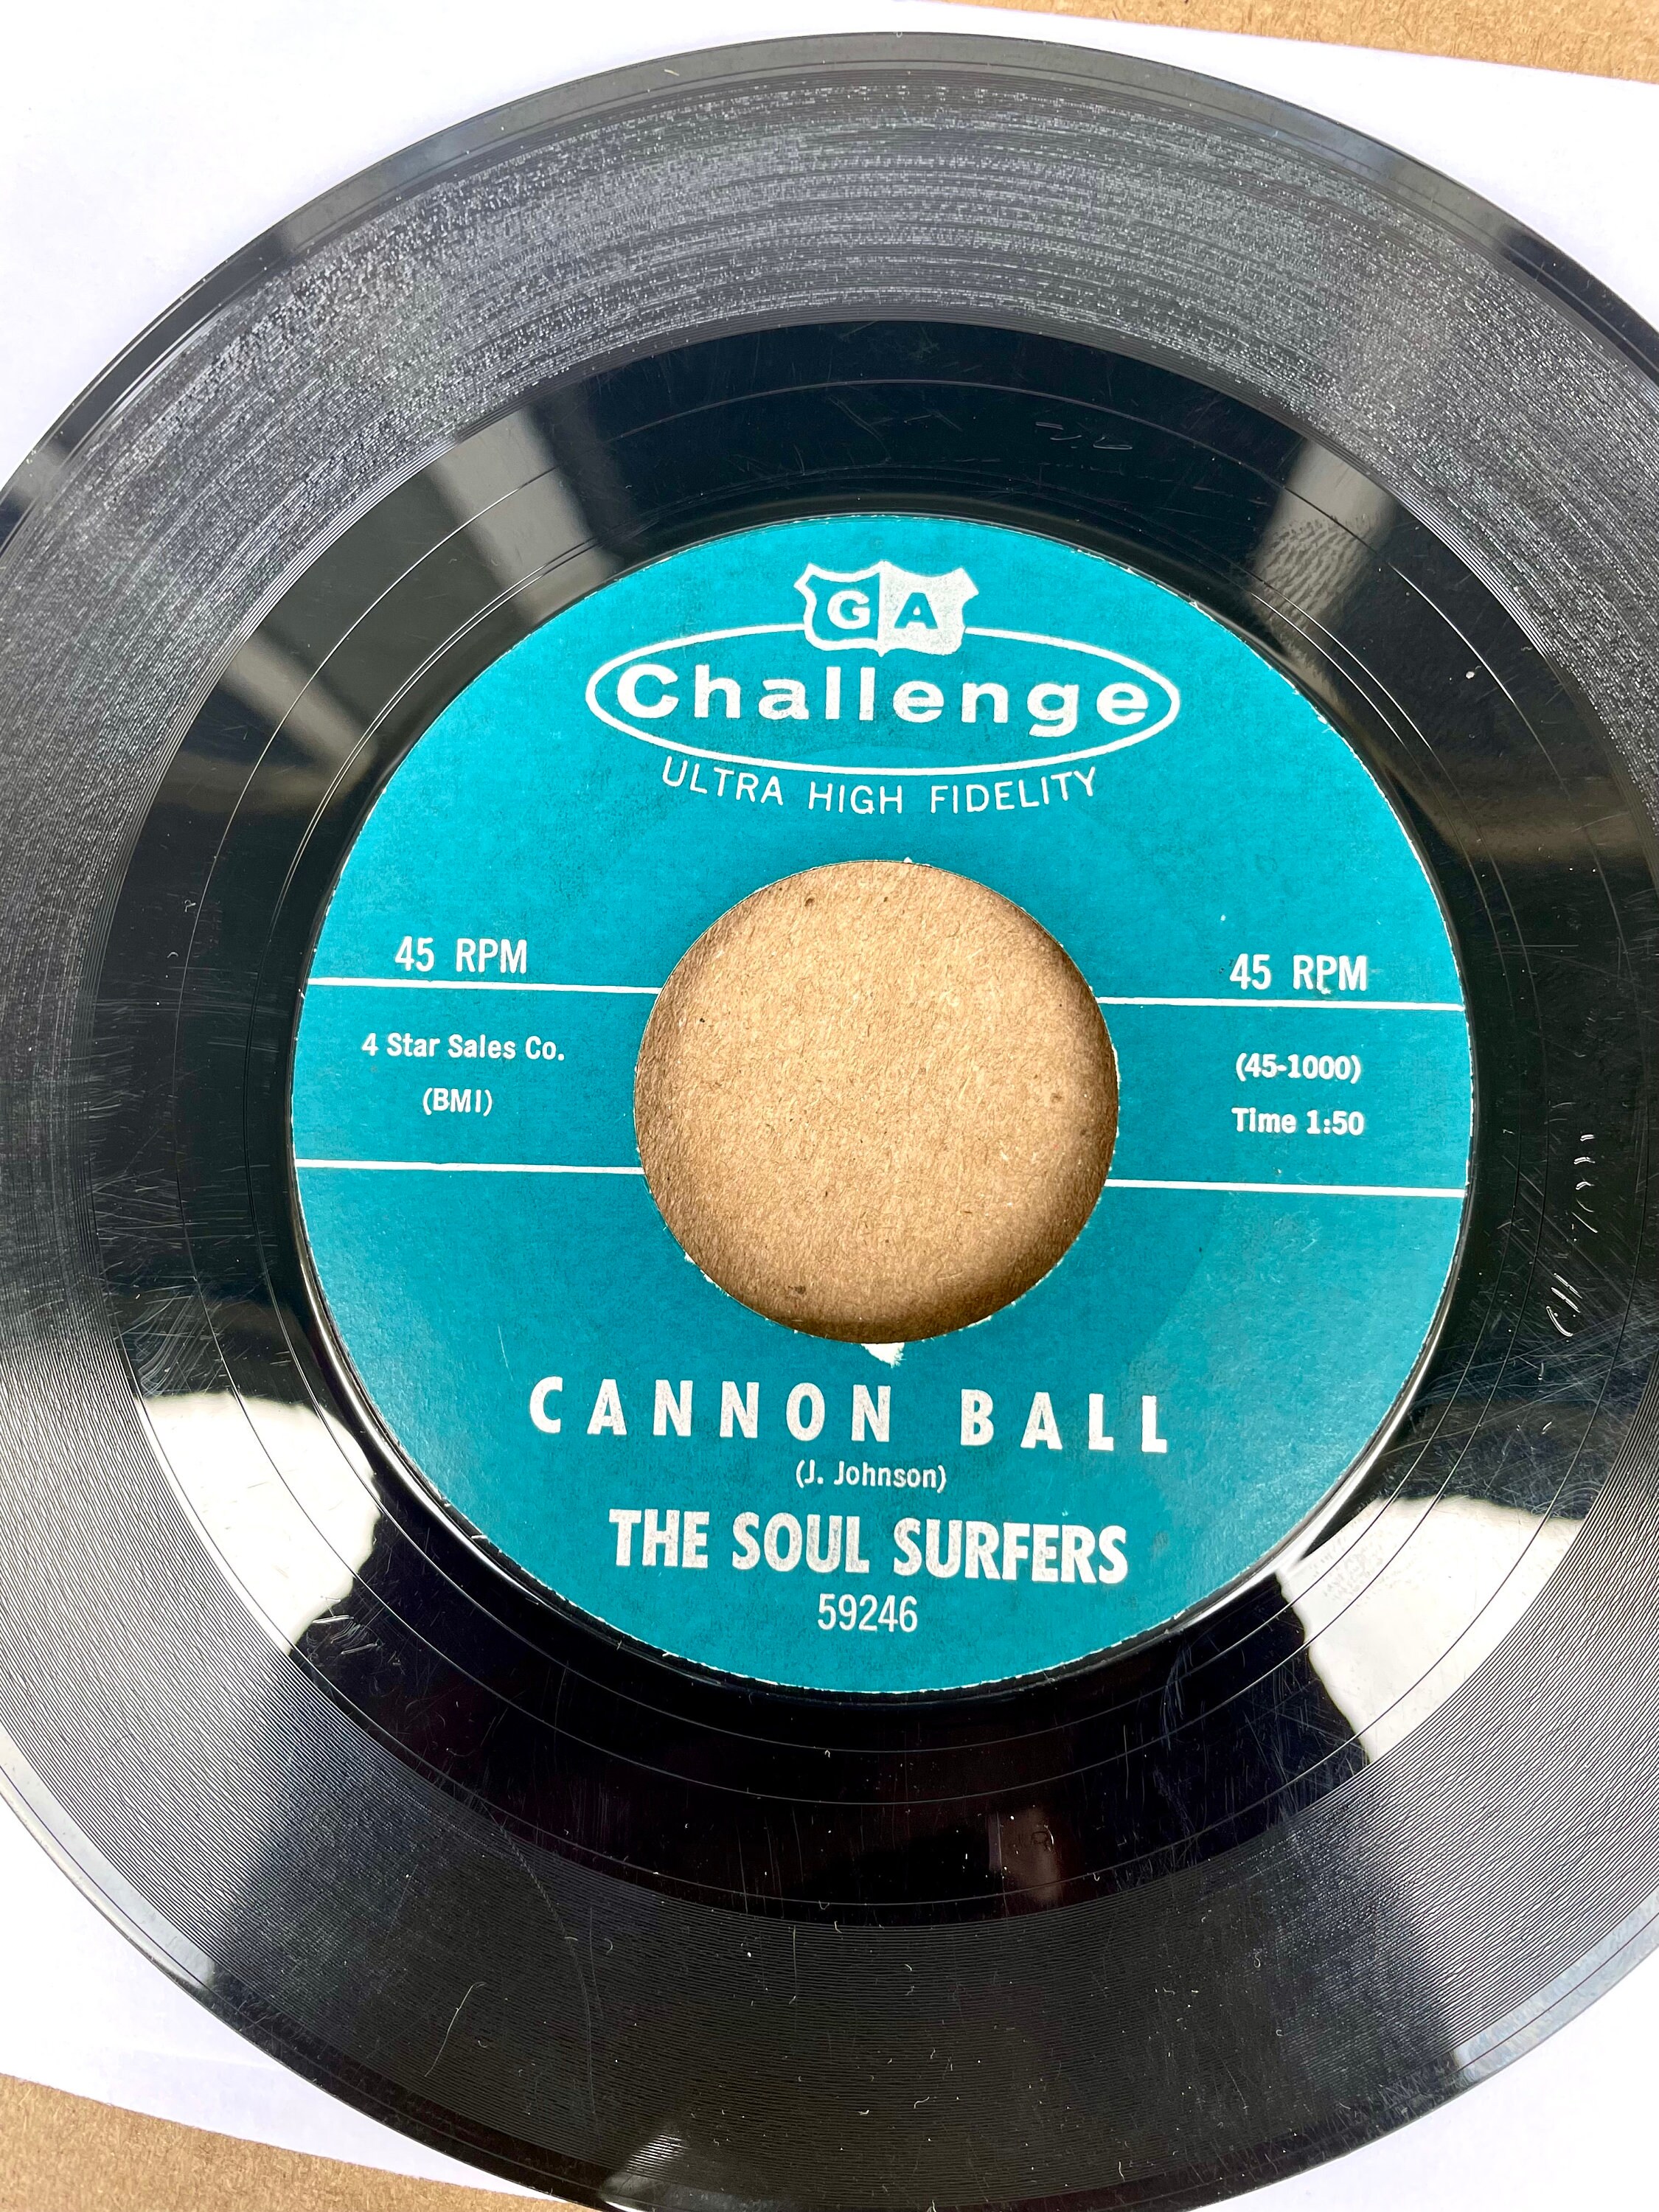 GA
Challenge
ULTRA HIGH FIDELITY
45 RPM
45 RPM
4 Star Sales Co.
(BMI)
(45-1000)
Time 1:50
CANNON BALL
(J. Johnson)
THE SOUL SURFERS
59246